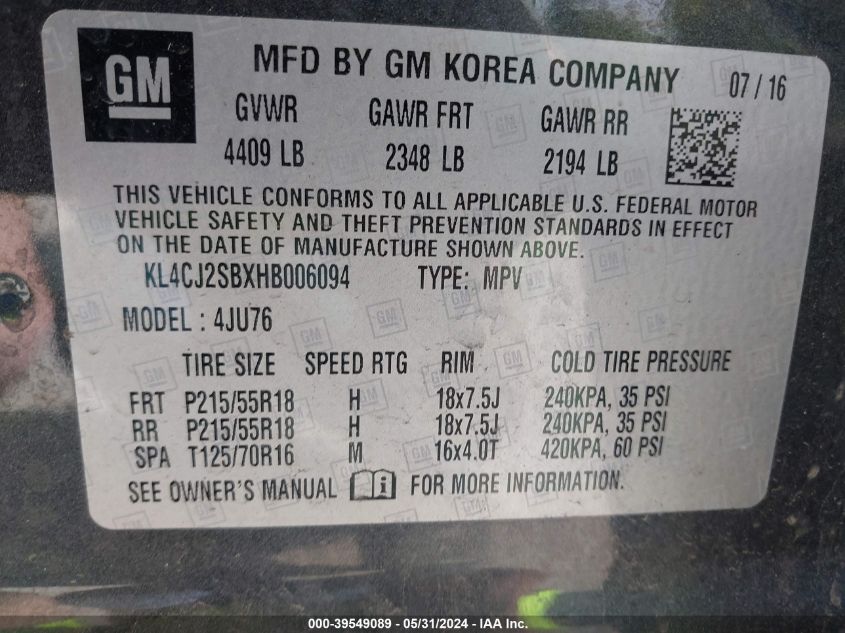 GM
MFD BY GM KOREA COMPANY 07 / 16
GVWR GAWR FRT GAWR RR
4409 LB 2348 LB 2194 LB
THIS VEHICLE CONFORMS TO ALL APPLICABLE U.S. FEDERAL MOTOR
VEHICLE SAFETY AND THEFT PREVENTION STANDARDS IN EFFECT
ON THE DATE OF MANUFACTURE SHOWN ABOVE.
KL4CJ2SBXHB006094 TYPE: MPV
MODEL : 4JU76
TIRE SIZE SPEED RTG RIM COLD TIRE PRESSURE
FRT P215/55R18 H 18x7.5J 240KPA, 35 PSI
RR P215/55R18 H 18x7.5J 240KPA, 35 PSI
SPA T125/70R16 M 16x4.0T 420KPA, 60 PSI
SEE OWNER'S MANUAL i FOR MORE INFORMATION.
000-39549089 - 05/31/2024 - IAA Inc.